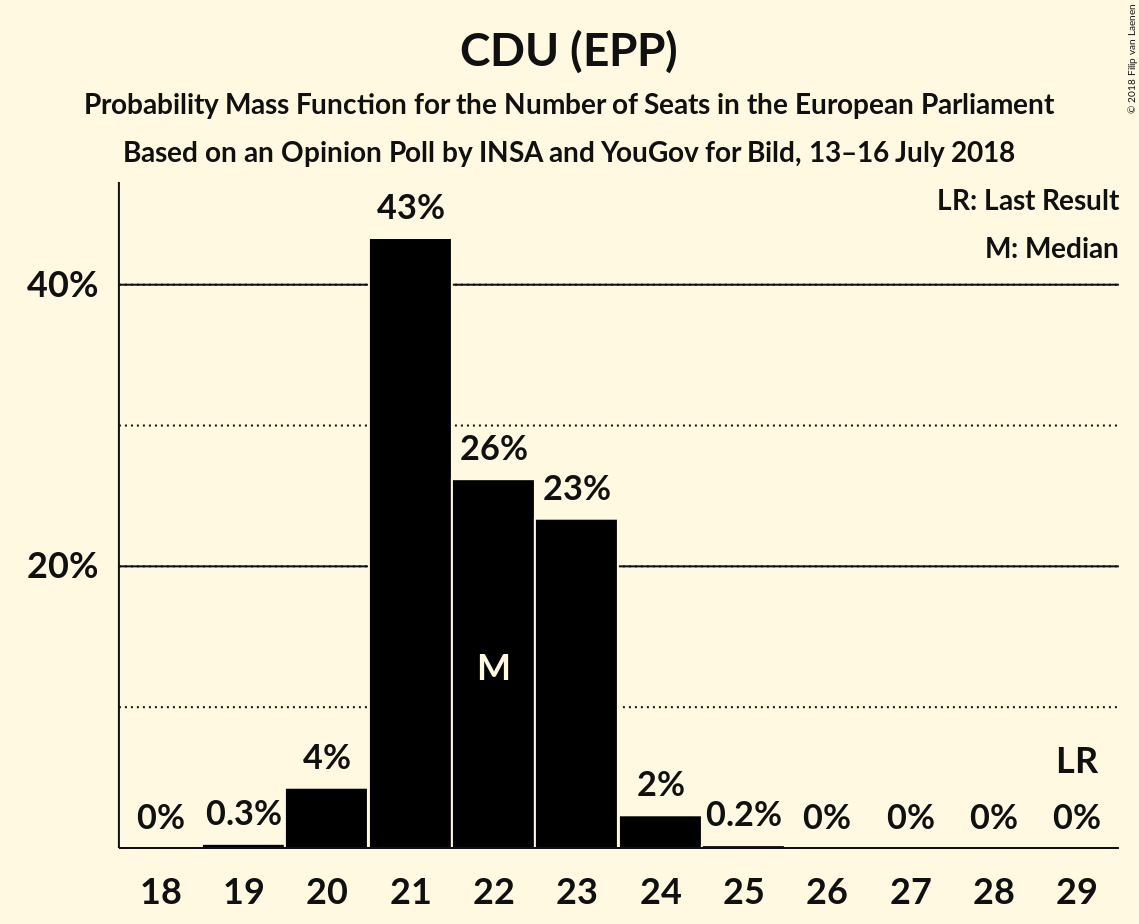 CDU (EPP)
Probability Mass Function for the Number of Seats in the European Parliament
Based on an Opinion Poll by INSA and YouGov for Bild, 13–16 July 2018
© 2018 Filip van Laenen
LR: Last Result
M: Median
43%
40%
26%
23%
20%
M
4%
2%
LR
0%
0.3%
0.2%
0%
0%
0%
0%
18 19 20 21 22 23 24 25 26 27 28 29